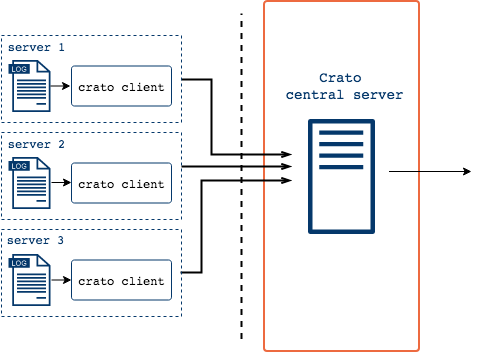 server 1
LOG
crato client
server 2
LOG
crato client
server 3
LOG
crato client
Crato
central server